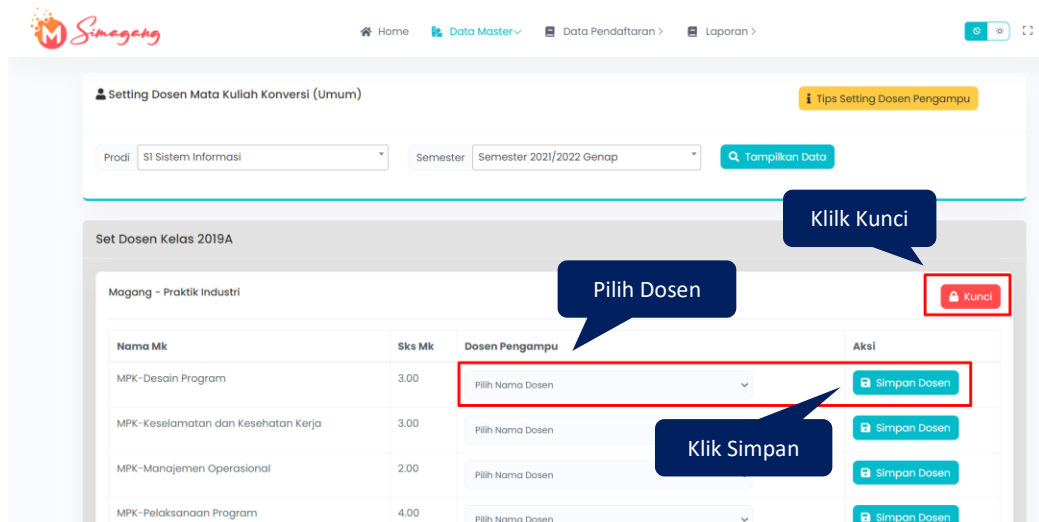 Simagang
Home Data Master Data Pendaftaran > Laporan >
Setting Dosen Mata Kuliah Konversi (Umum)
Tips Setting Dosen Pengampu
Prodi S1 Sistem Informasi Semester Semester 2021/2022 Genap Tampilkan Data
Klilk Kunci
Set Dosen Kelas 2019A
Pilih Dosen
Magang - Praktik Industri
Kunci
Nama Mk Sks Mk Dosen Pengampu Aksi
MPK-Desain Program 3.00 Pilih Nama Dosen Simpan Dosen
MPK-Keselamatan dan Kesehatan Kerja 3.00 Pilih Nama Dosen Simpan Dosen
Klik Simpan
MPK-Manajemen Operasional 2.00 Pilih Nama Dosen Simpan Dosen
MPK-Pelaksanaan Program 4.00 Pilih Nama Dosen Simpan Dosen